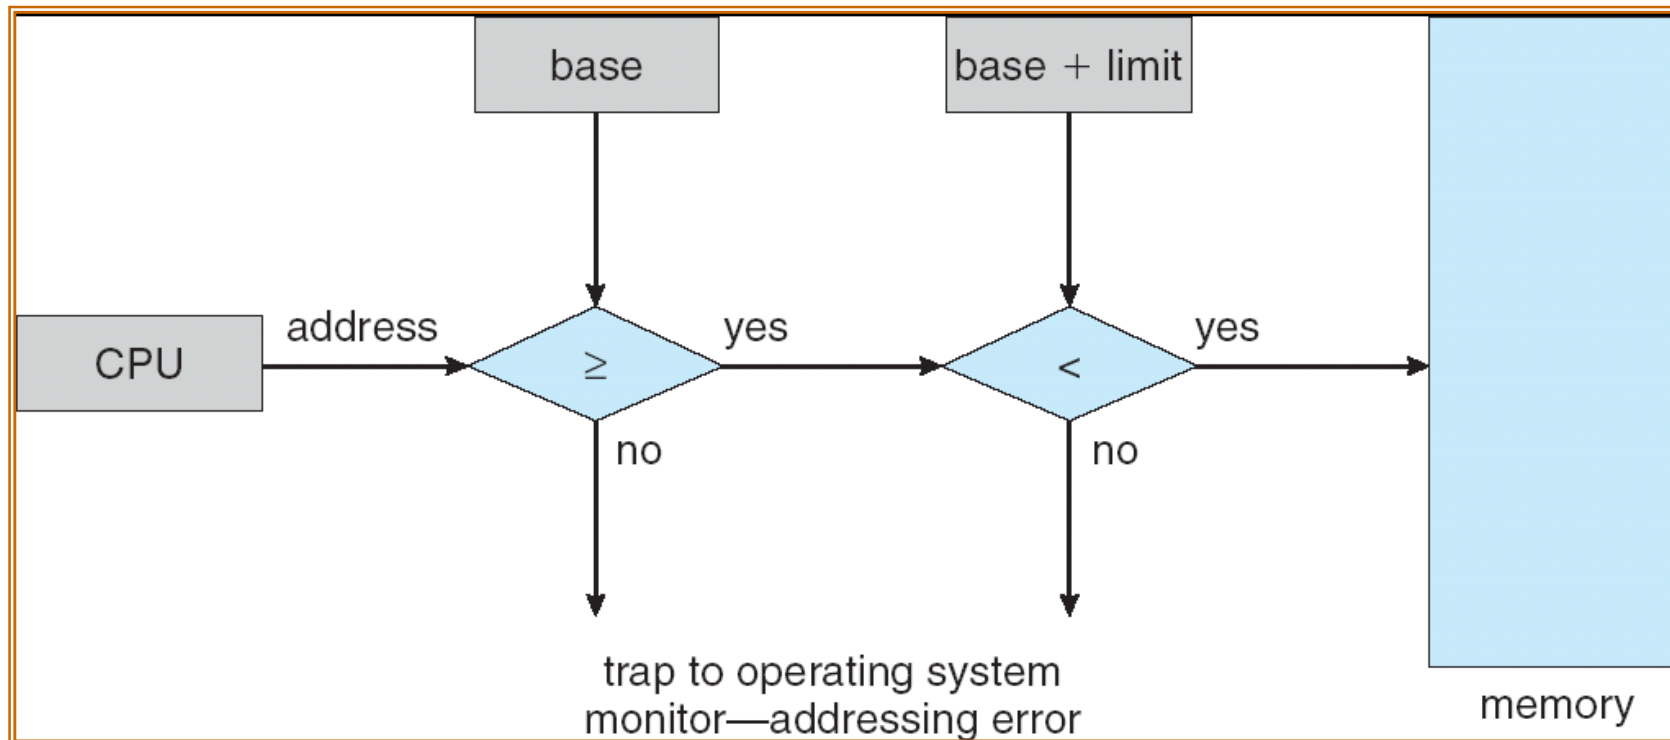 base
base + limit
address
yes
yes
CPU
≥
<
no
no
trap to operating system
monitor—addressing error
memory